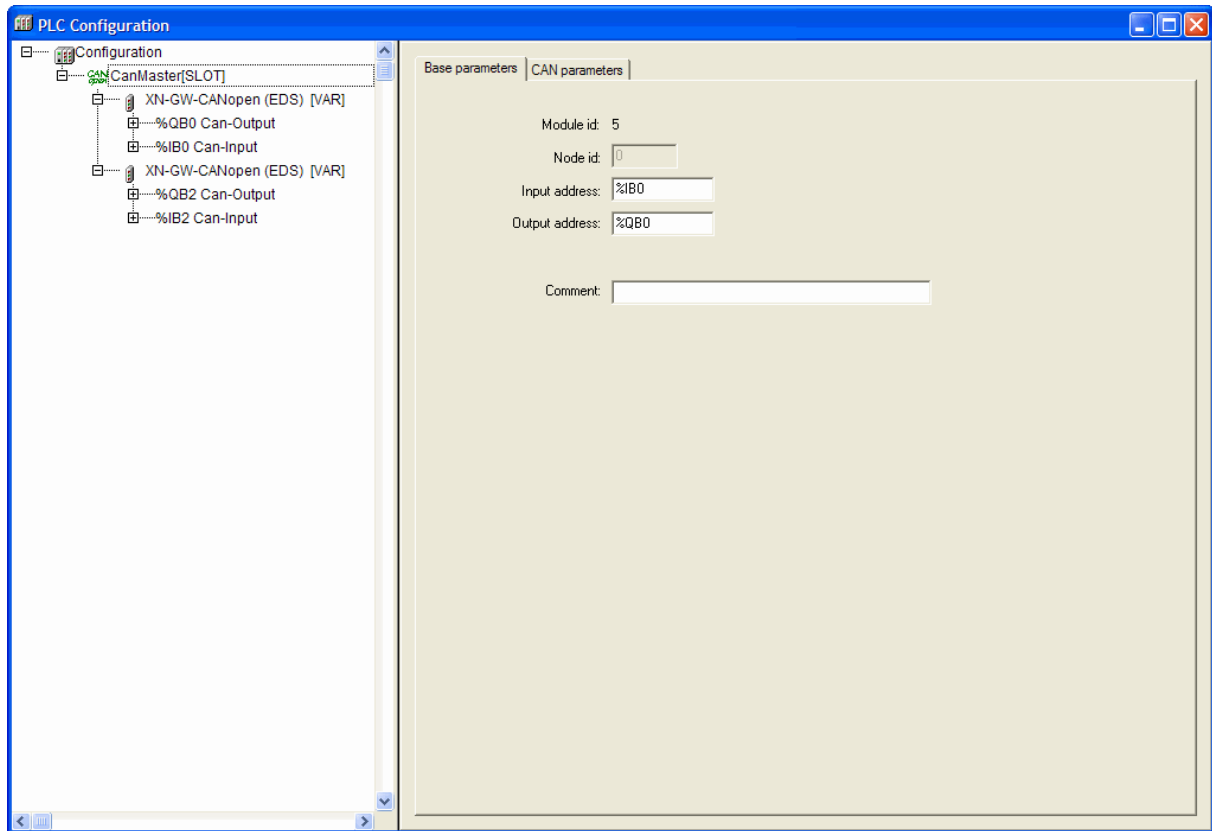 PLC Configuration
Configuration
CAN open CanMaster[SLOT]
XN-GW-CANopen (EDS) [VAR]
%QB0 Can-Output
%IB0 Can-Input
XN-GW-CANopen (EDS) [VAR]
%QB2 Can-Output
%IB2 Can-Input
Base parameters
CAN parameters
Module id: 5
Node id: 0
Input address: %IB0
Output address: %QB0
Comment: